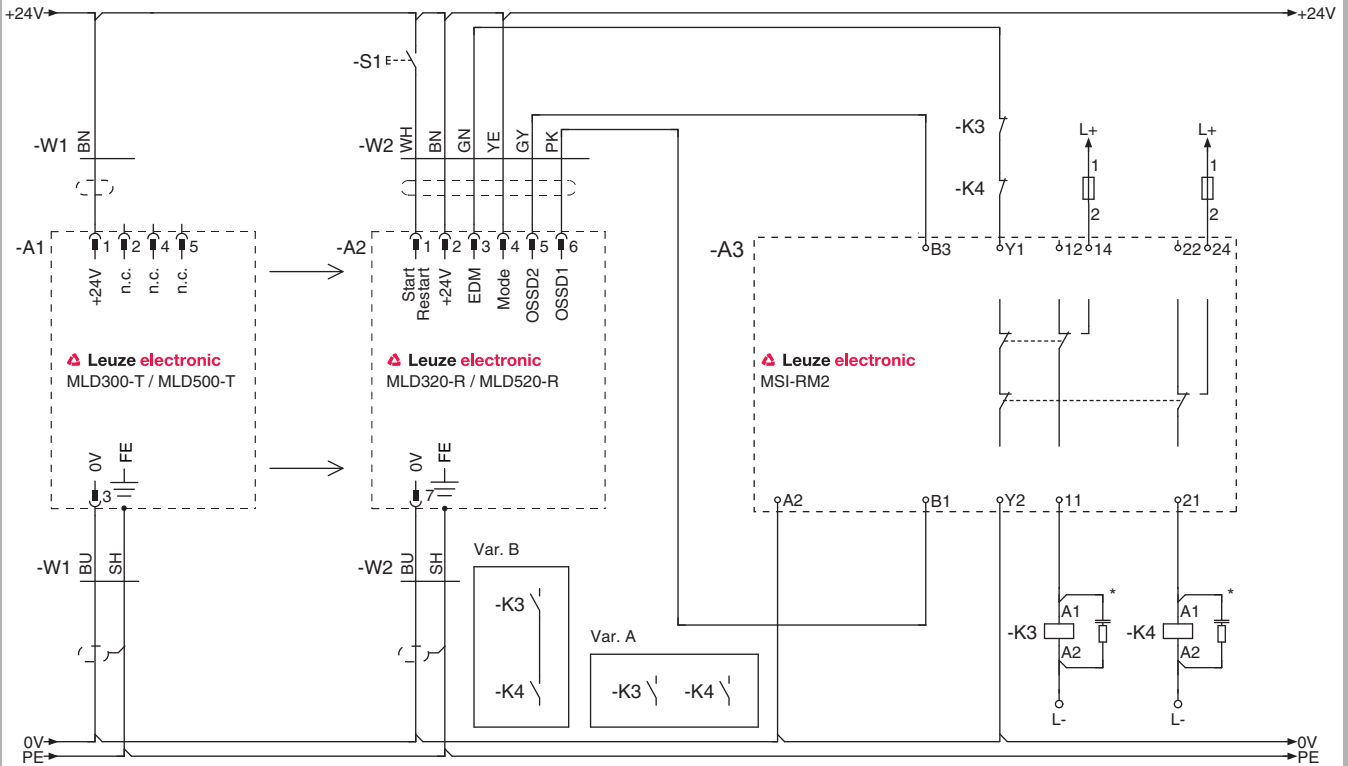 +24V +24V
-S1 E
-K3
L+ L+
-W1 BN -W2 WH BN GN YE GY PK
1 1
-K4
2 2
-A1 1 2 4 5 -A2 1 2 3 4 5 6 -A3 B3 Y1 12 14 22 24
+24V n.c. n.c. n.c. Start Restart +24V EDM Mode OSSD2 OSSD1
Leuze electronic
MLD300-T / MLD500-T
Leuze electronic
MLD320-R / MLD520-R
Leuze electronic
MSI-RM2
0V FE 0V FE
3 7 A2 B1 Y2 11 21
-W1 BU SH -W2 BU SH
Var. B
-K3
-K4
Var. A
-K3 -K4
* *
-K3 A1 A2 -K4 A1 A2
L- L-
0V 0V
PE PE